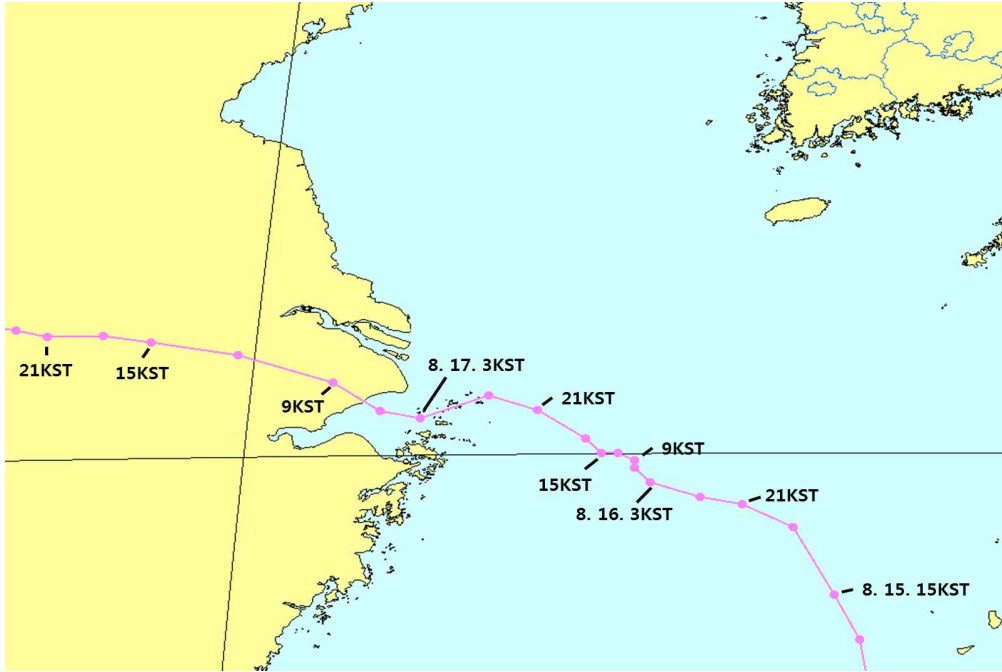 8. 17. 3KST
21KST
15KST
21KST
9KST
9KST
15KST
21KST
8. 16. 3KST
8. 15. 15KST